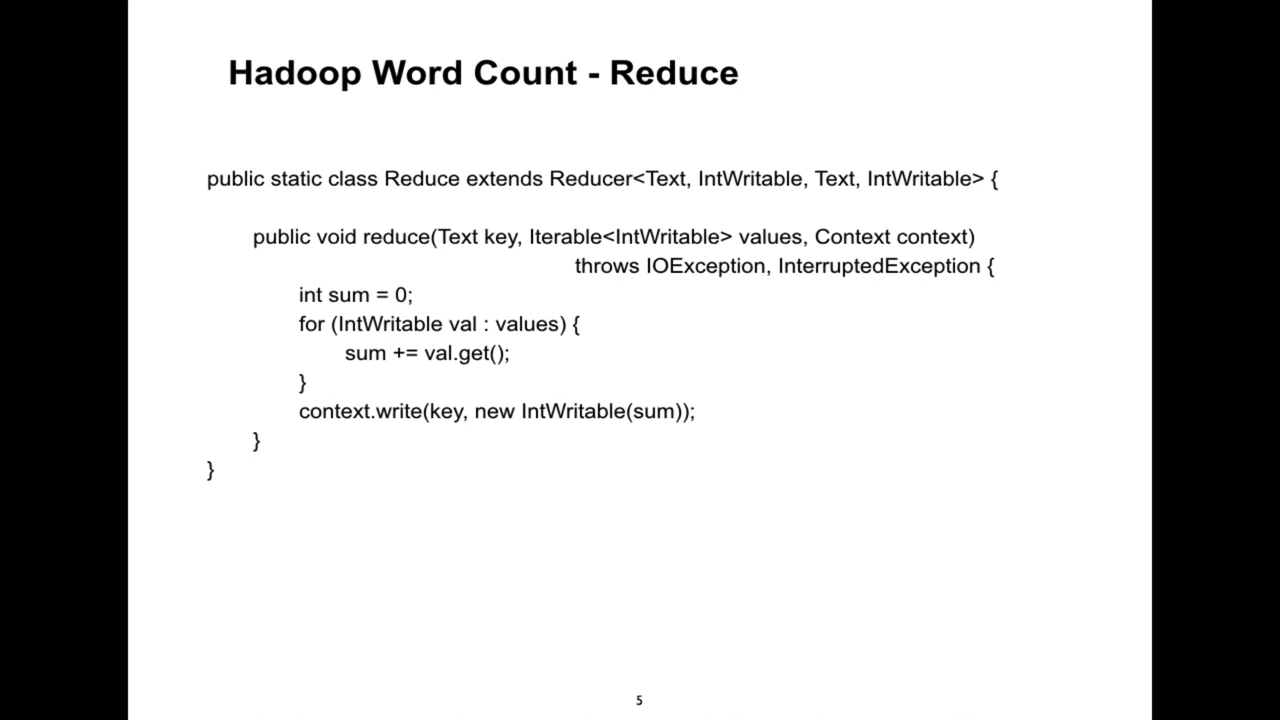 Hadoop Word Count - Reduce
public static class Reduce extends Reducer<Text, IntWritable, Text, IntWritable> {
public void reduce(Text key, Iterable<IntWritable> values, Context context)
throws IOException, InterruptedException {
int sum = 0;
for (IntWritable val : values) {
sum += val.get();
}
context.write(key, new IntWritable(sum));
}
}
5